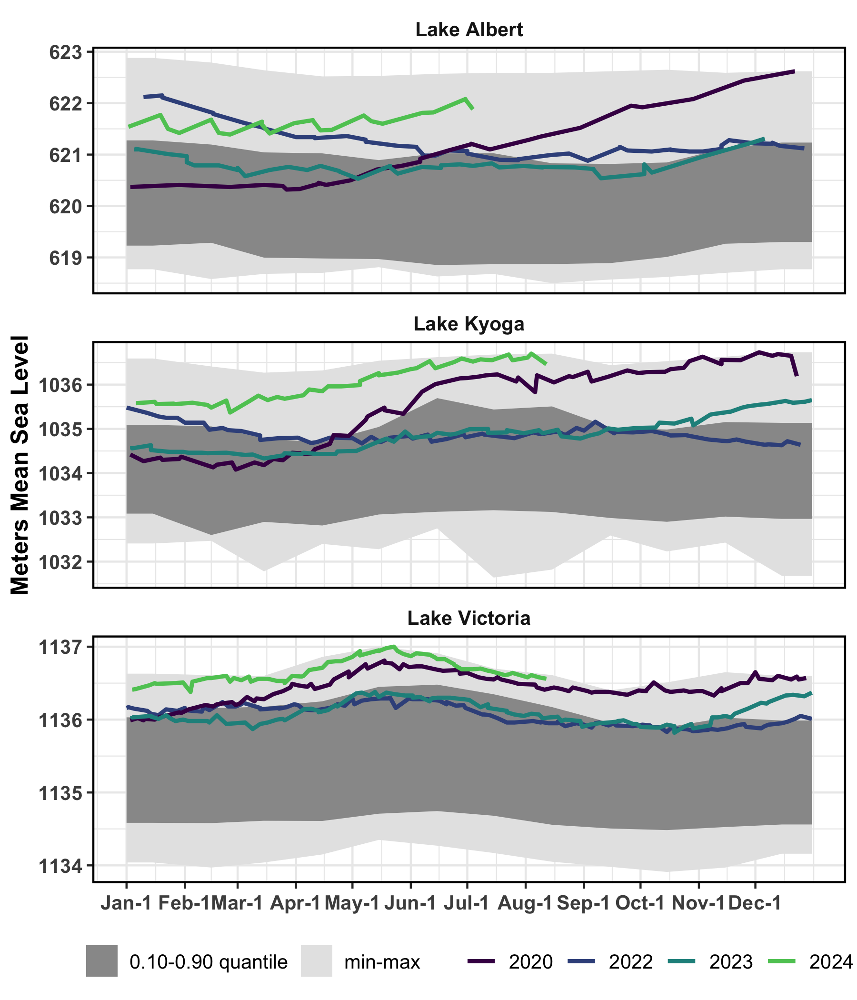 Lake Albert
623
622
621
620
619
Lake Kyoga
Meters Mean Sea Level
1036
1035
1034
1033
1032
Lake Victoria
1137
1136
1135
1134
Jan-1 Feb-1 Mar-1 Apr-1 May-1 Jun-1 Jul-1 Aug-1 Sep-1 Oct-1 Nov-1 Dec-1
0.10-0.90 quantile min-max 2020 2022 2023 2024